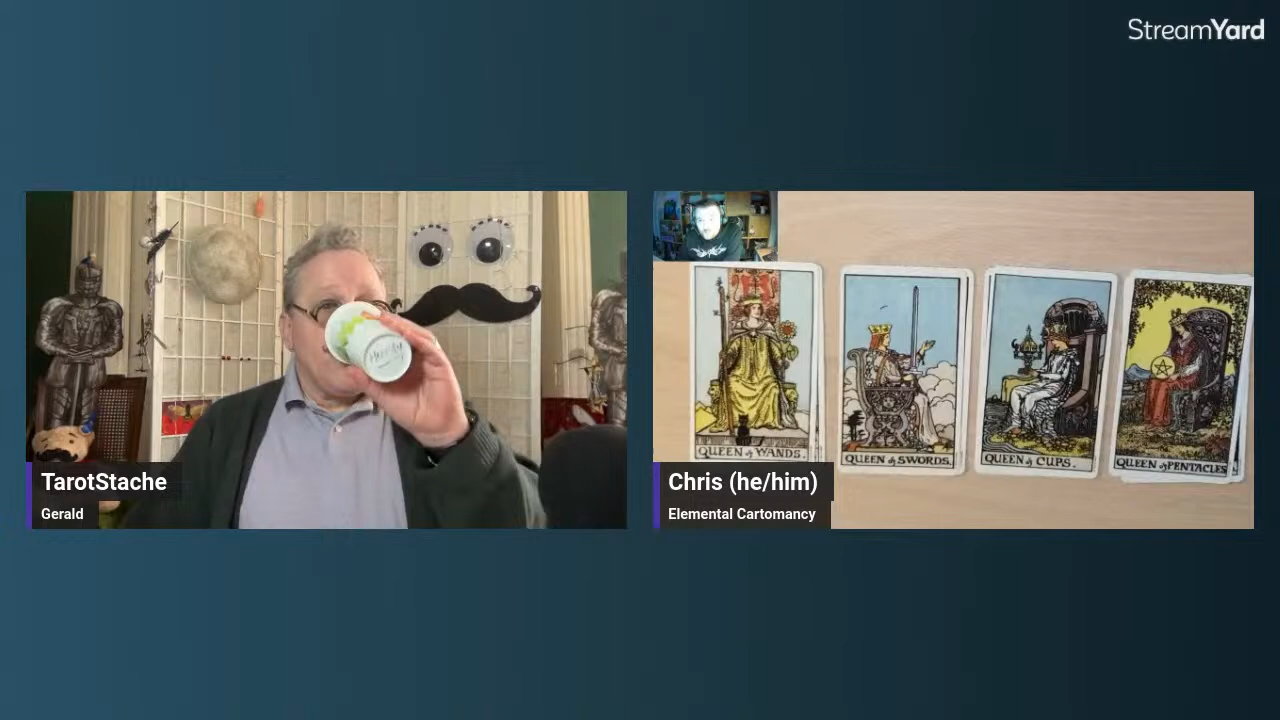 StreamYard
TarotStache
Gerald
Chris (he/him)
Elemental Cartomancy
QUEEN of WANDS.
QUEEN of SWORDS.
QUEEN of CUPS.
QUEEN of PENTACLES